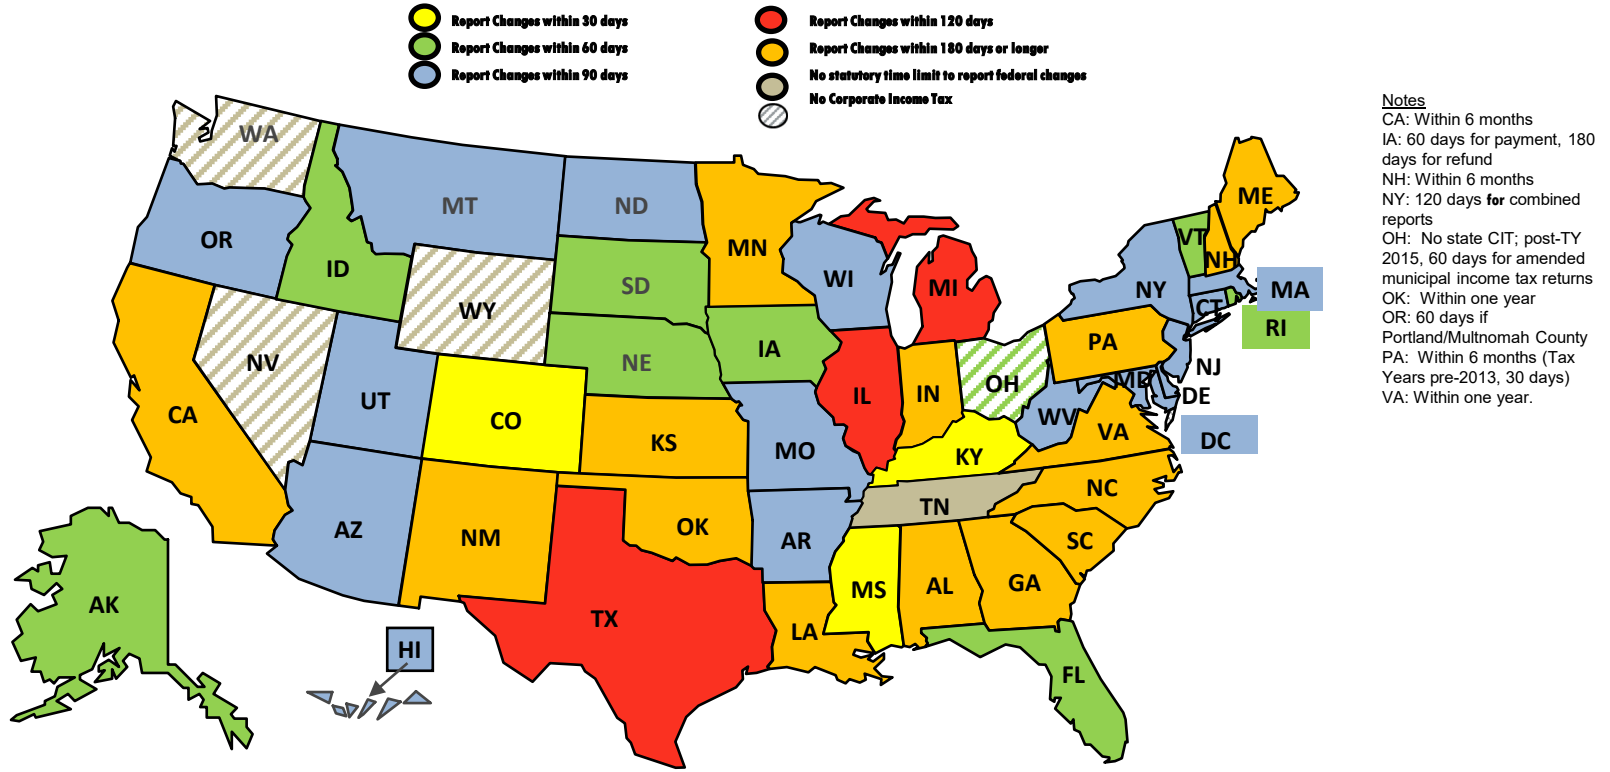 Report Changes within 30 days
Report Changes within 60 days
Report Changes within 90 days
Report Changes within 120 days
Report Changes within 180 days or longer
No statutory time limit to report federal changes
No Corporate Income Tax
Notes
CA: Within 6 months
IA: 60 days for payment, 180
days for refund
NH: Within 6 months
NY: 120 days for combined
reports
OH:  No state CIT; post-TY
2015, 60 days for amended
municipal income tax returns
OK:  Within one year
OR: 60 days if
Portland/Multnomah County
PA:  Within 6 months (Tax
Years pre-2013, 30 days)
VA: Within one year.
WA
MT
ND
OR
ID
MN
ME
VT
NH
WI
SD
MI
NY
MA
WY
CT
RI
NV
NE
IA
PA
NJ
OH
MD
DE
CA
UT
CO
IL
IN
WV
KS
MO
KY
VA
DC
AZ
NM
OK
TN
NC
AR
SC
AK
TX
MS
AL
GA
LA
HI
FL